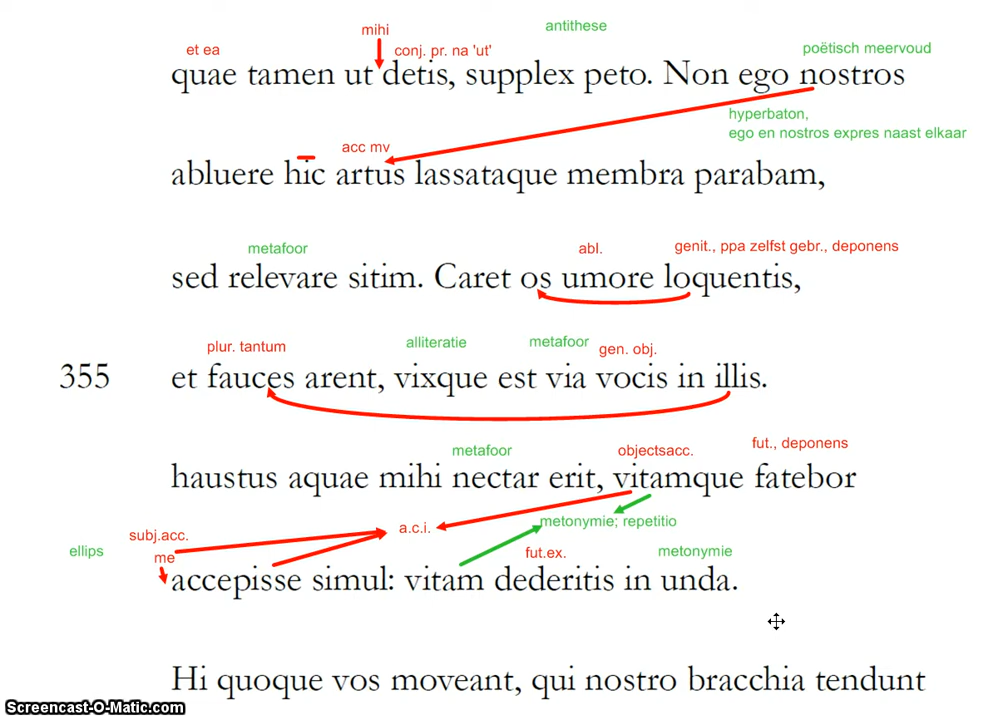 antithese
mihi
et ea
conj. pr. na 'ut'
poëtisch meervoud
quae tamen ut detis, supplex peto. Non ego nostros
hyperbaton,
ego en nostros expres naast elkaar
acc mv
abluere hic artus lassataque membra parabam,
metafoor
abl.
genit., ppa zelfst gebr., deponens
sed relevare sitim. Caret os umore loquentis,
plur. tantum
alliteratie
metafoor
gen. obj.
355 et fauces arent, vixque est via vocis in illis.
metafoor
objectsacc.
fut., deponens
haustus aquae mihi nectar erit, vitamque fatebor
metonymie; repetitio
a.c.i.
subj.acc.
ellips
me
fut.ex.
metonymie
accepisse simul: vitam dederitis in unda.
Hi quoque vos moveant, qui nostro bracchia tendunt
Screencast-O-Matic.com